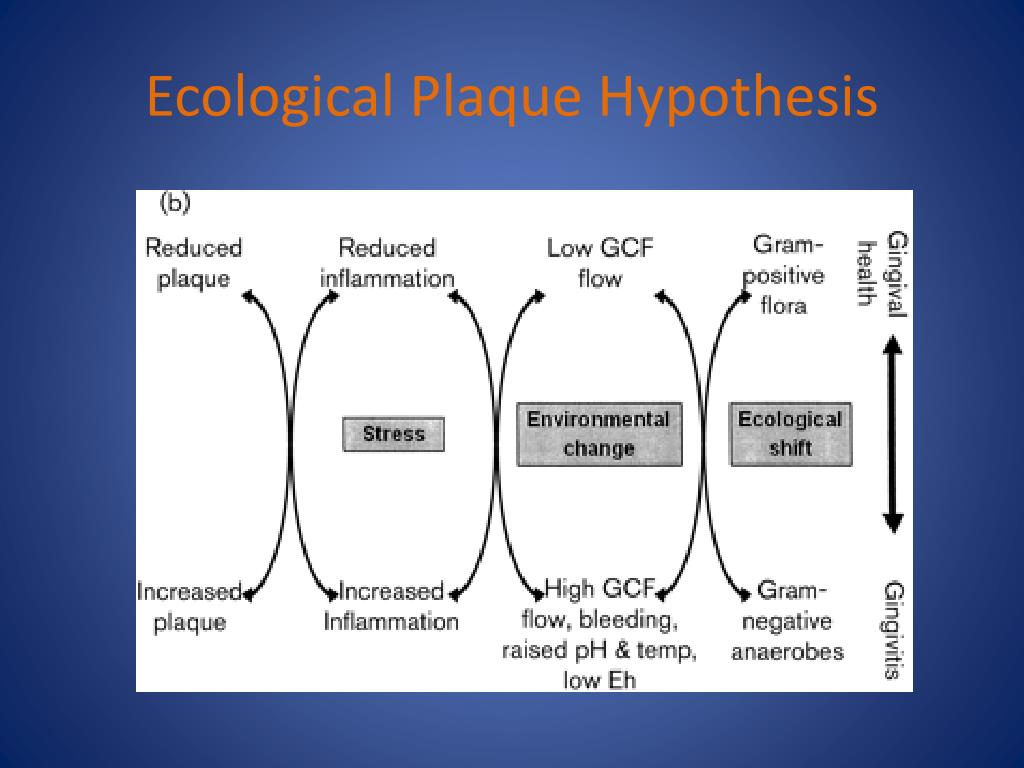 Ecological Plaque Hypothesis
(b)
Reduced
plaque
Reduced
inflammation
Low GCF
flow
Gram-
positive
flora
Gingival
health
Stress
Environmental
change
Ecological
shift
Increased
plaque
Increased
Inflammation
High GCF
flow, bleeding,
raised pH & temp,
low Eh
Gram-
negative
anaerobes
Gingivitis